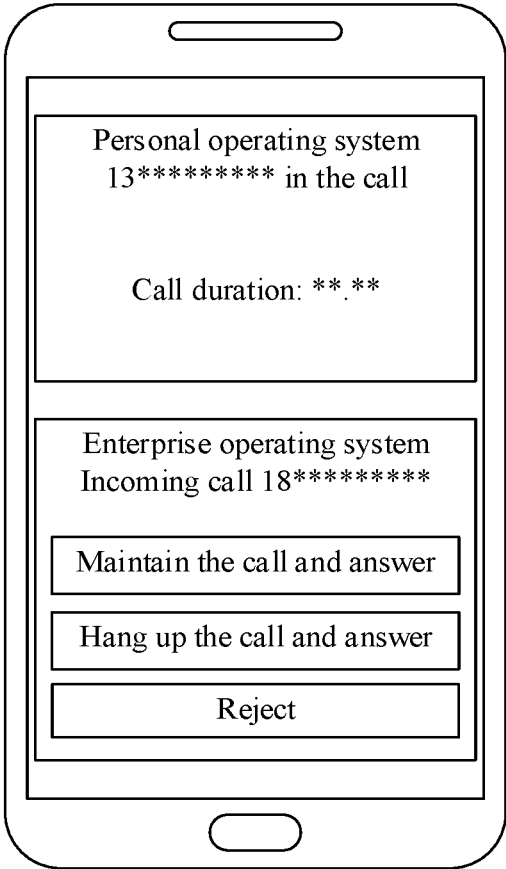 Personal operating system
13********* in the call
Call duration: **.**
Enterprise operating system
Incoming call 18*********
Maintain the call and answer
Hang up the call and answer
Reject